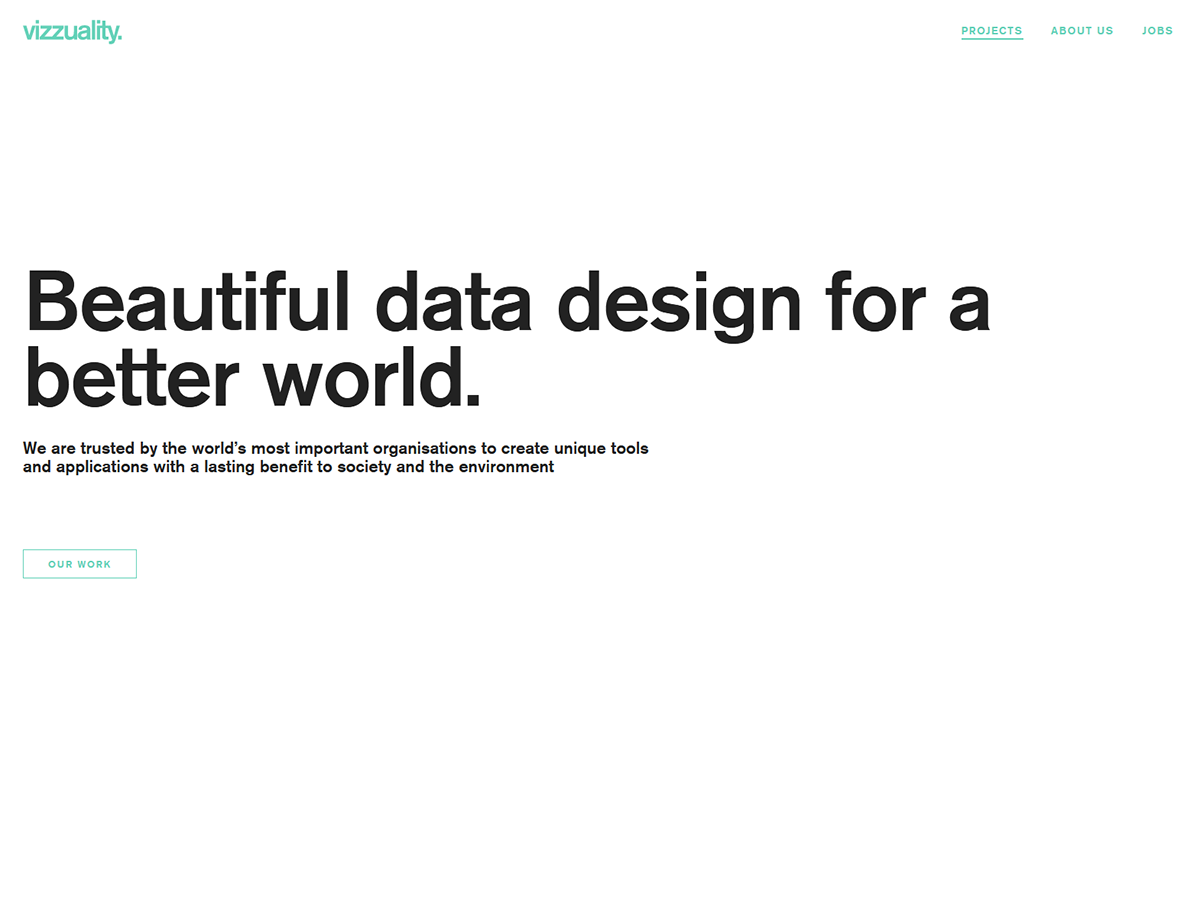 vizzuality.
PROJECTS ABOUT US JOBS
Beautiful data design for a
better world.
We are trusted by the world’s most important organisations to create unique tools
and applications with a lasting benefit to society and the environment
OUR WORK